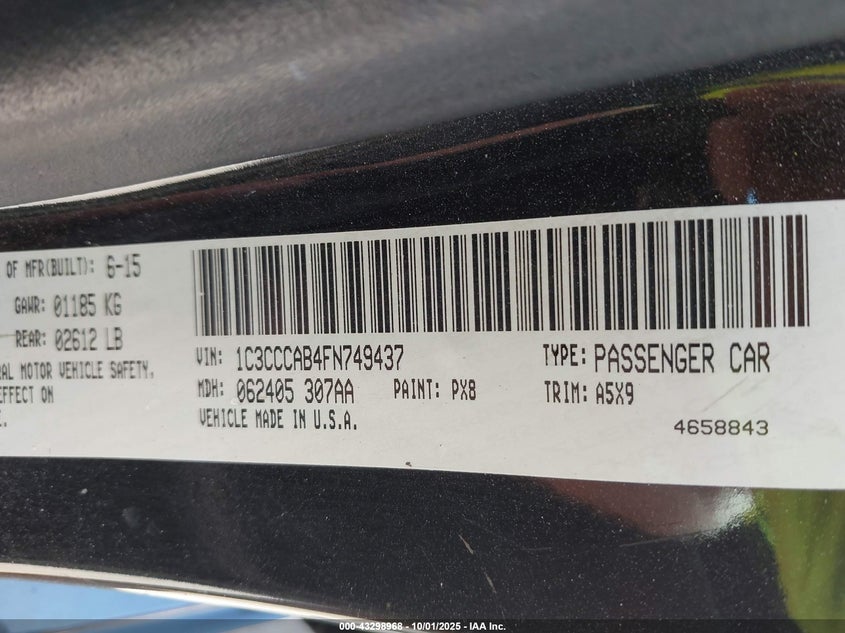 OF MFR(BUILT): 6-15
GAWR: 01185 KG
REAR: 02612 LB
RAL MOTOR VEHICLE SAFETY.
EFFECT ON
E.
VIN: 1C3CCCAB4FN749437 TYPE: PASSENGER CAR
MDH: 062405 307AA PAINT: PX8 TRIM: A5X9
VEHICLE MADE IN U.S.A.
4658843
000-43298968 - 10/01/2025 - IAA Inc.